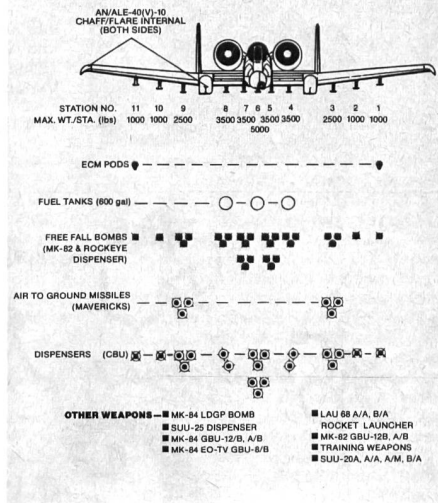 AN/ALE-40(V)-10
CHAFF/FLARE INTERNAL
(BOTH SIDES)
STATION NO. 11 10 9 8 7 6 5 4 3 2 1
MAX. WT./STA. (lbs) 1000 1000 2500 3500 3500 3500 3500 2500 1000 1000
5000
ECM PODS
FUEL TANKS (600 gal)
FREE FALL BOMBS
(MK-82 & ROCKEYE
DISPENSER)
AIR TO GROUND MISSILES
(MAVERICKS)
DISPENSERS (CBU)
OTHER WEAPONS — ■ MK-84 LDGP BOMB
■ SUU-25 DISPENSER
■ MK-84 GBU-12/B, A/B
■ MK-84 EO-TV GBU-8/B
■ LAU 68 A/A, B/A
ROCKET LAUNCHER
■ MK-82 GBU-12B, A/B
■ TRAINING WEAPONS
■ SUU-20A, A/A, A/M, B/A